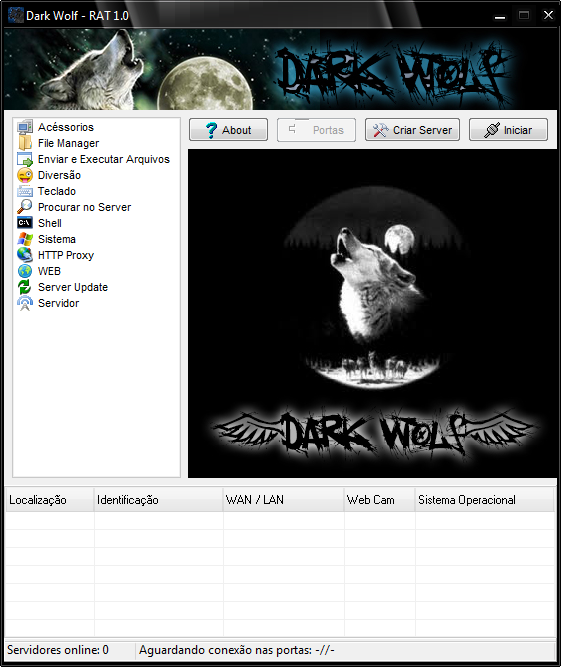 Dark Wolf - RAT 1.0
DARK WOLF
About
Portas
Criar Server
Iniciar
Acéssorios
File Manager
Enviar e Executar Arquivos
Diversão
Teclado
Procurar no Server
C:\
Shell
Sistema
HTTP Proxy
WEB
Server Update
Servidor
DARK WOLF
Localização Identificação WAN / LAN Web Cam Sistema Operacional
Servidores online: 0 Aguardando conexão nas portas: -//-